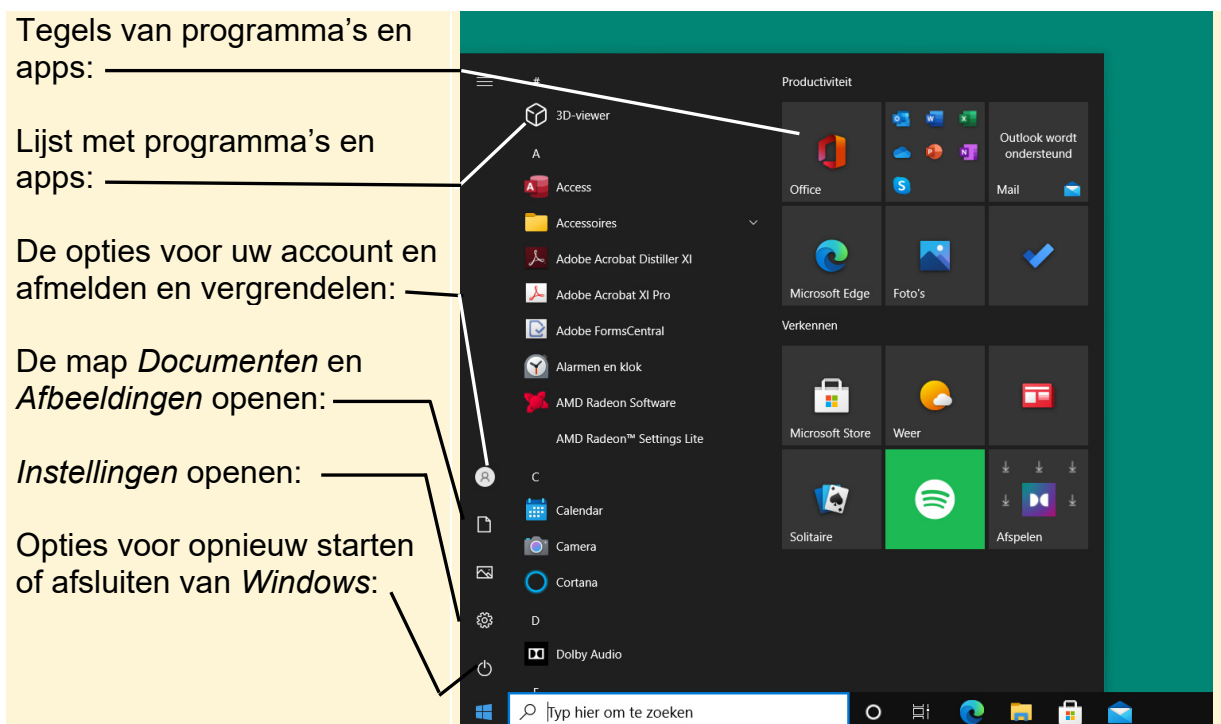 Tegels van programma’s en
apps:
Lijst met programma’s en
apps:
De opties voor uw account en
afmelden en vergrendelen:
De map Documenten en
Afbeeldingen openen:
Instellingen openen:
Opties voor opnieuw starten
of afsluiten van Windows:
#
3D-viewer
A
Access
Accessoires
Adobe Acrobat Distiller XI
Adobe Acrobat XI Pro
Adobe FormsCentral
Alarmen en klok
AMD Radeon Software
AMD Radeon™ Settings Lite
C
Calendar
Camera
Cortana
D
Dolby Audio
Typ hier om te zoeken
Productiviteit
Office
Outlook wordt
ondersteund
Mail
Microsoft Edge
Foto's
Verkennen
Microsoft Store
Weer
Solitaire
Afspelen